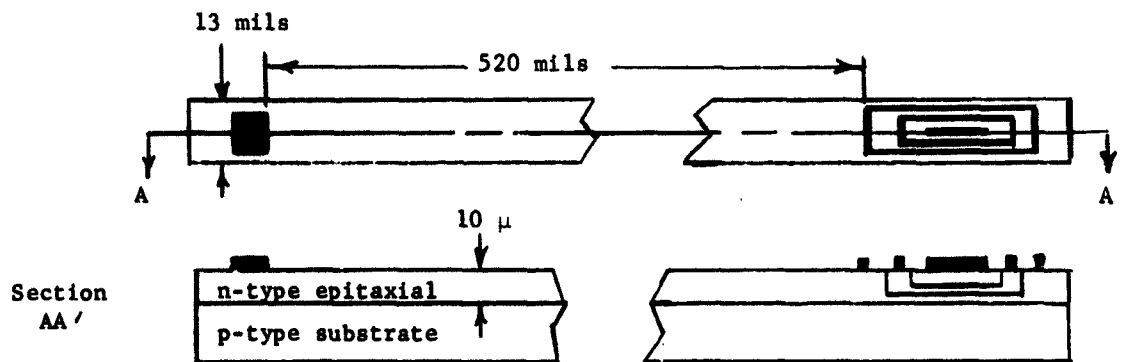 13 mils
520 mils
A
A
10 μ
Section
AA′
n-type epitaxial
p-type substrate